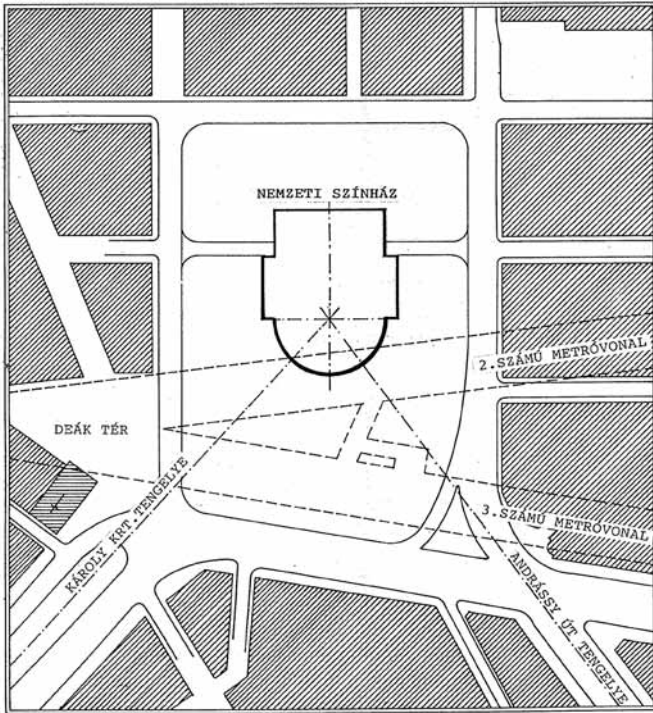 NEMZETI SZÍNHÁZ
2.SZÁMÚ METRÓVONAL
DEÁK TÉR
3.SZÁMÚ METRÓVONAL
KÁROLY KRT.TENGELYE
ANDRÁSSY ÚT TENGELYE